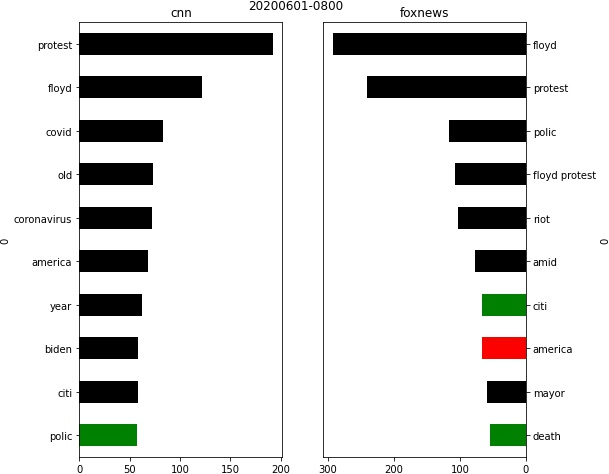 20200601-0800
cnn
foxnews
protest
floyd
covid
old
coronavirus
america
year
biden
citi
polic
0
0 50 100 150 200
floyd
protest
polic
floyd protest
riot
amid
citi
america
mayor
death
0
300 200 100 0